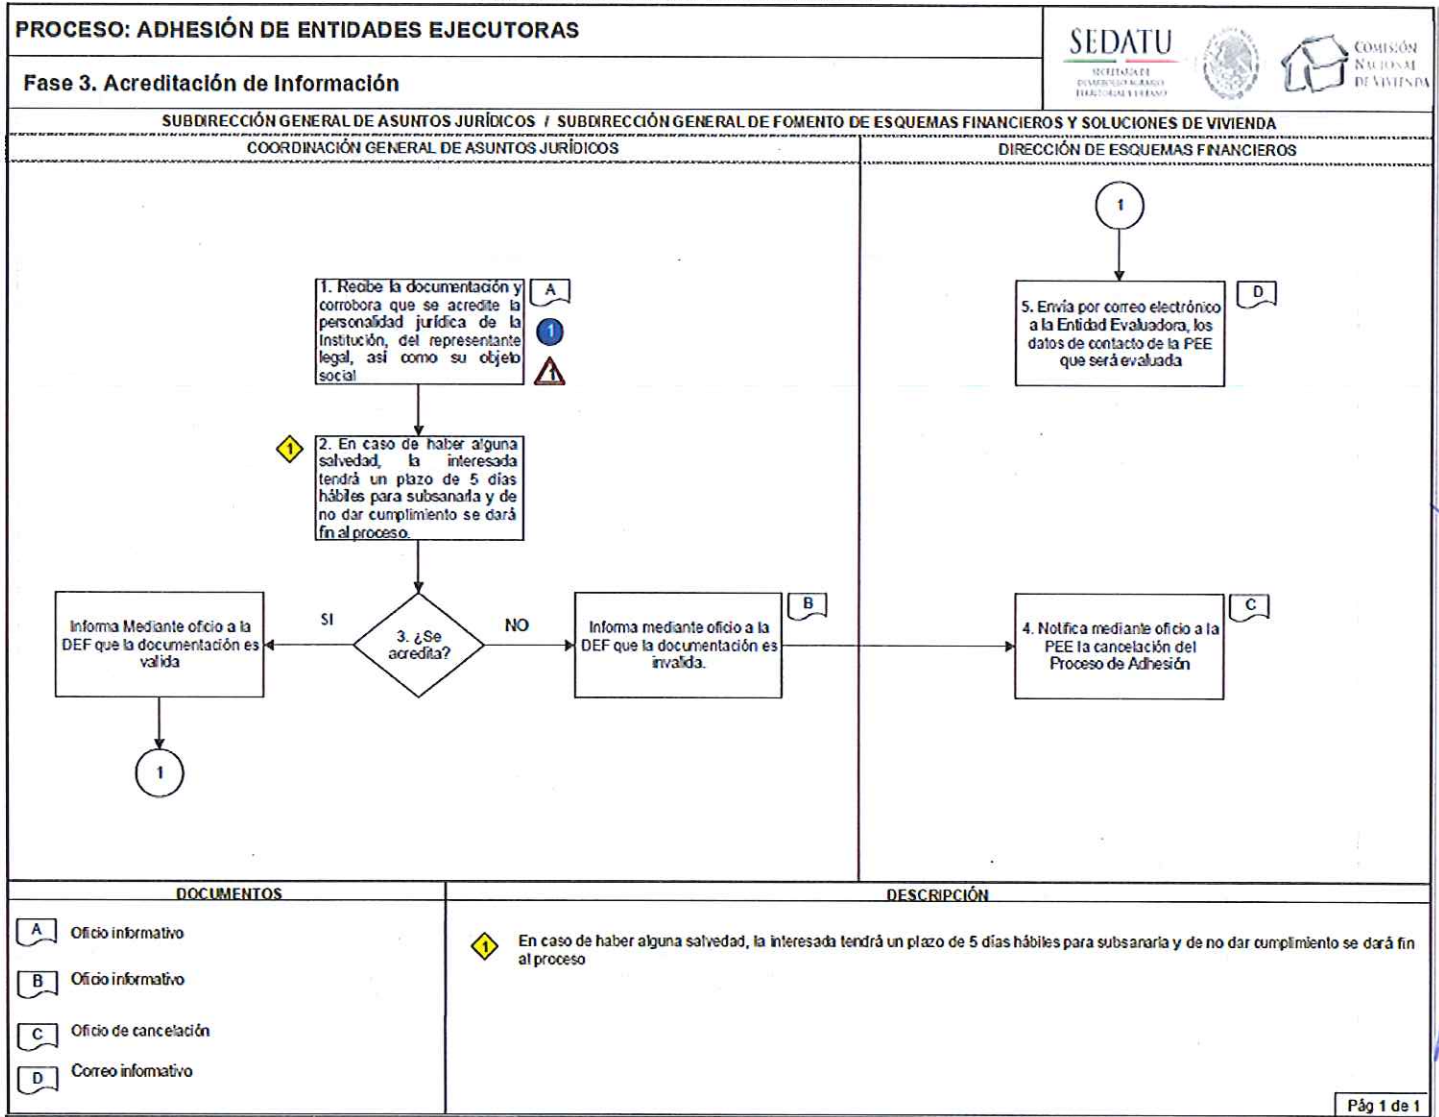 PROCESO: ADHESIÓN DE ENTIDADES EJECUTORAS
Fase 3. Acreditación de Información
SEDATU
SECRETARÍA DE
DESARROLLO AGRARIO
TERRITORIAL Y URBANO
COMISIÓN
NACIONAL
DE VIVIENDA
SUBDIRECCIÓN GENERAL DE ASUNTOS JURÍDICOS / SUBDIRECCIÓN GENERAL DE FOMENTO DE ESQUEMAS FINANCIEROS Y SOLUCIONES DE VIVIENDA
COORDINACIÓN GENERAL DE ASUNTOS JURÍDICOS
DIRECCIÓN DE ESQUEMAS FINANCIEROS
1. Recibe la documentación y
corrobora que se acredite la
personalidad jurídica de la
Institución, del representante
legal, así como su objeto
social
A
1
1
1
2. En caso de haber alguna
salvedad, la interesada
tendrá un plazo de 5 días
hábiles para subsanarla y de
no dar cumplimiento se dará
fin al proceso.
3. ¿Se
acredita?
SI
Informa Mediante oficio a la
DEF que la documentación es
valida
1
NO
Informa mediante oficio a la
DEF que la documentación es
invalida.
B
1
5. Envía por correo electrónico
a la Entidad Evaluadora, los
datos de contacto de la PEE
que será evaluada
D
4. Notifica mediante oficio a la
PEE la cancelación del
Proceso de Adhesión
C
DOCUMENTOS
A Oficio informativo
B Oficio informativo
C Oficio de cancelación
D Correo informativo
DESCRIPCIÓN
1 En caso de haber alguna salvedad, la interesada tendrá un plazo de 5 días hábiles para subsanarla y de no dar cumplimiento se dará fin
al proceso
Pág 1 de 1